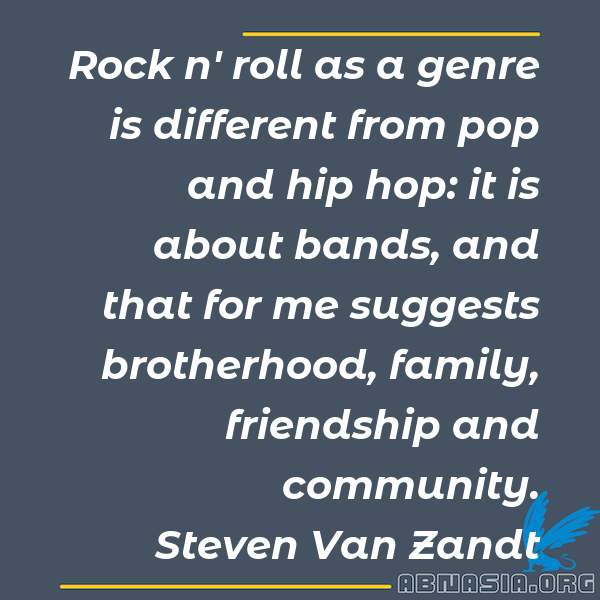 Rock n' roll as a genre
is different from pop
and hip hop: it is
about bands, and
that for me suggests
brotherhood, family,
friendship and
community.
Steven Van Zandt
ABNASIA.ORG